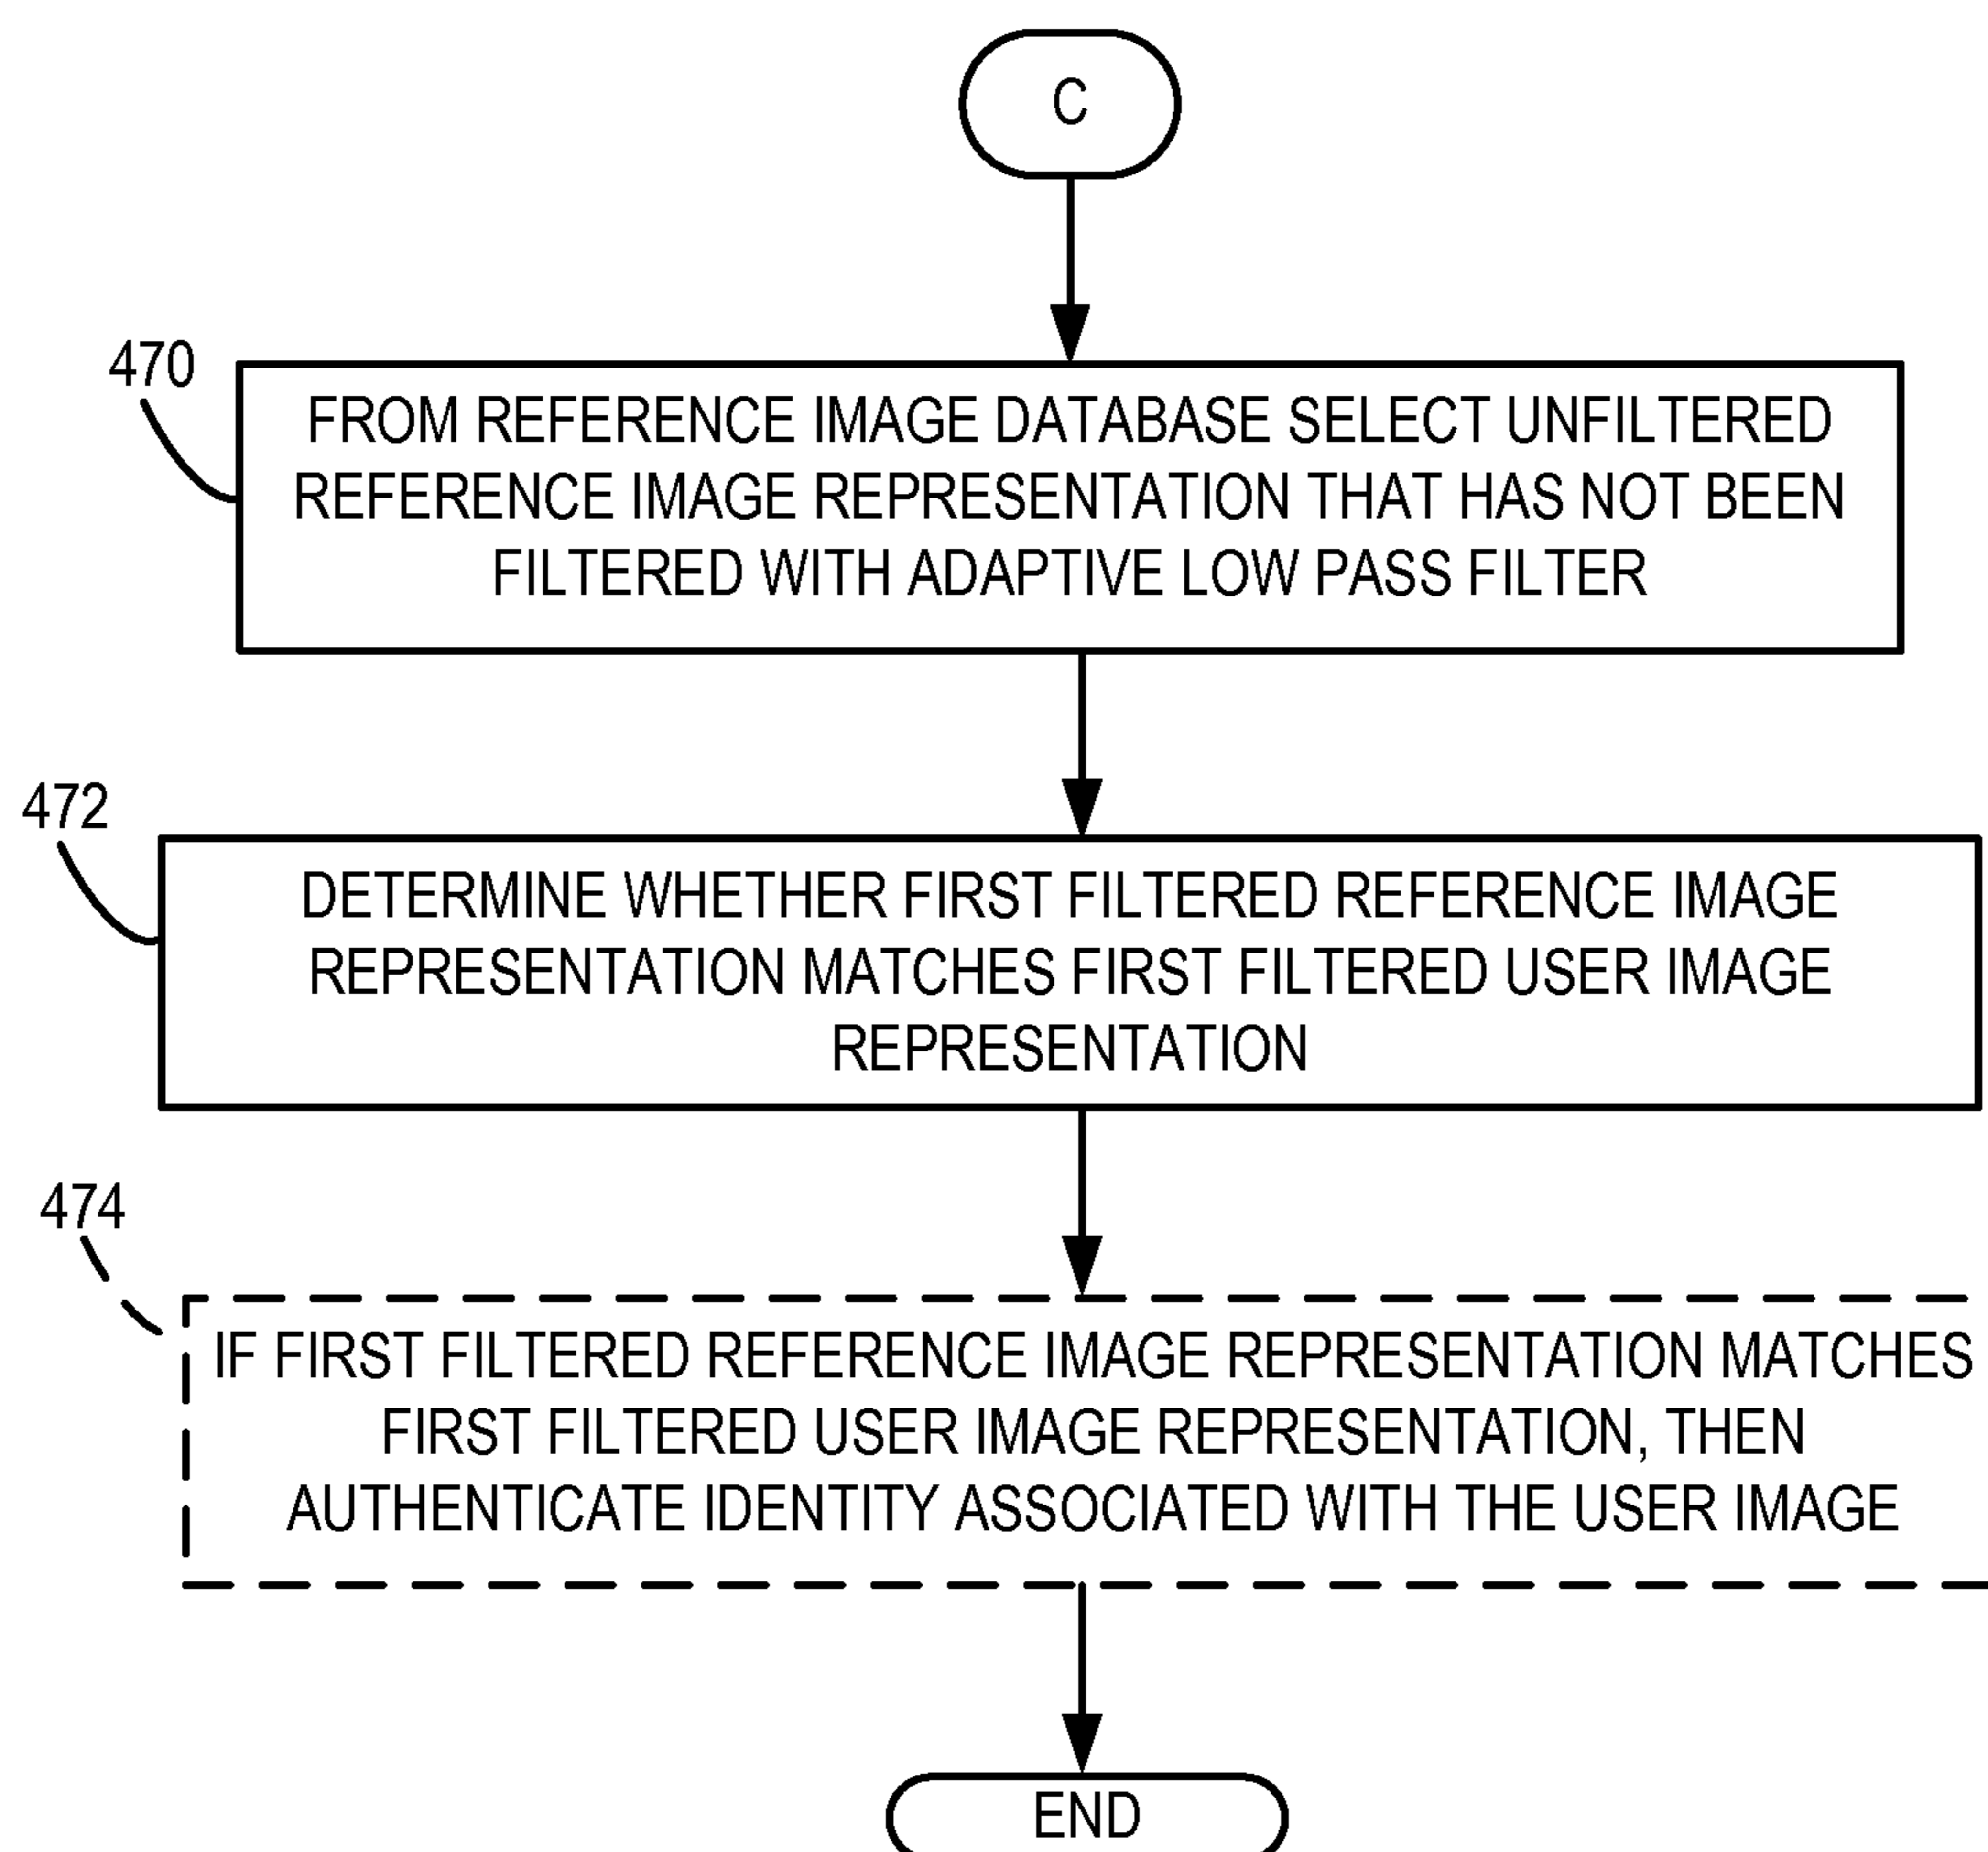 C
470
FROM REFERENCE IMAGE DATABASE SELECT UNFILTERED
REFERENCE IMAGE REPRESENTATION THAT HAS NOT BEEN
FILTERED WITH ADAPTIVE LOW PASS FILTER
472
DETERMINE WHETHER FIRST FILTERED REFERENCE IMAGE
REPRESENTATION MATCHES FIRST FILTERED USER IMAGE
REPRESENTATION
474
IF FIRST FILTERED REFERENCE IMAGE REPRESENTATION MATCHES
FIRST FILTERED USER IMAGE REPRESENTATION, THEN
AUTHENTICATE IDENTITY ASSOCIATED WITH THE USER IMAGE
END